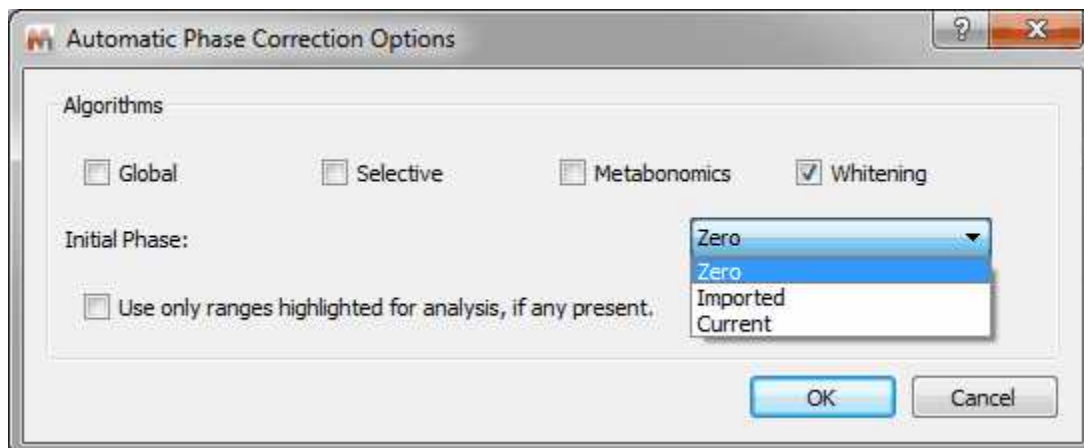 Automatic Phase Correction Options
Algorithms
Global Selective Metabonomics Whitening
Initial Phase: Zero
Zero
Imported
Use only ranges highlighted for analysis, if any present.
Current
OK Cancel